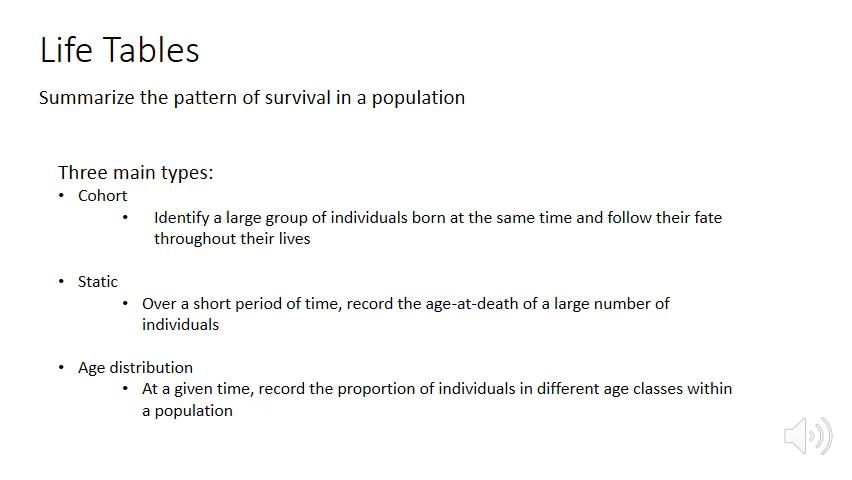 Life Tables
Summarize the pattern of survival in a population
Three main types:
• Cohort
• Identify a large group of individuals born at the same time and follow their fate
throughout their lives
• Static
• Over a short period of time, record the age-at-death of a large number of
individuals
• Age distribution
• At a given time, record the proportion of individuals in different age classes within
a population